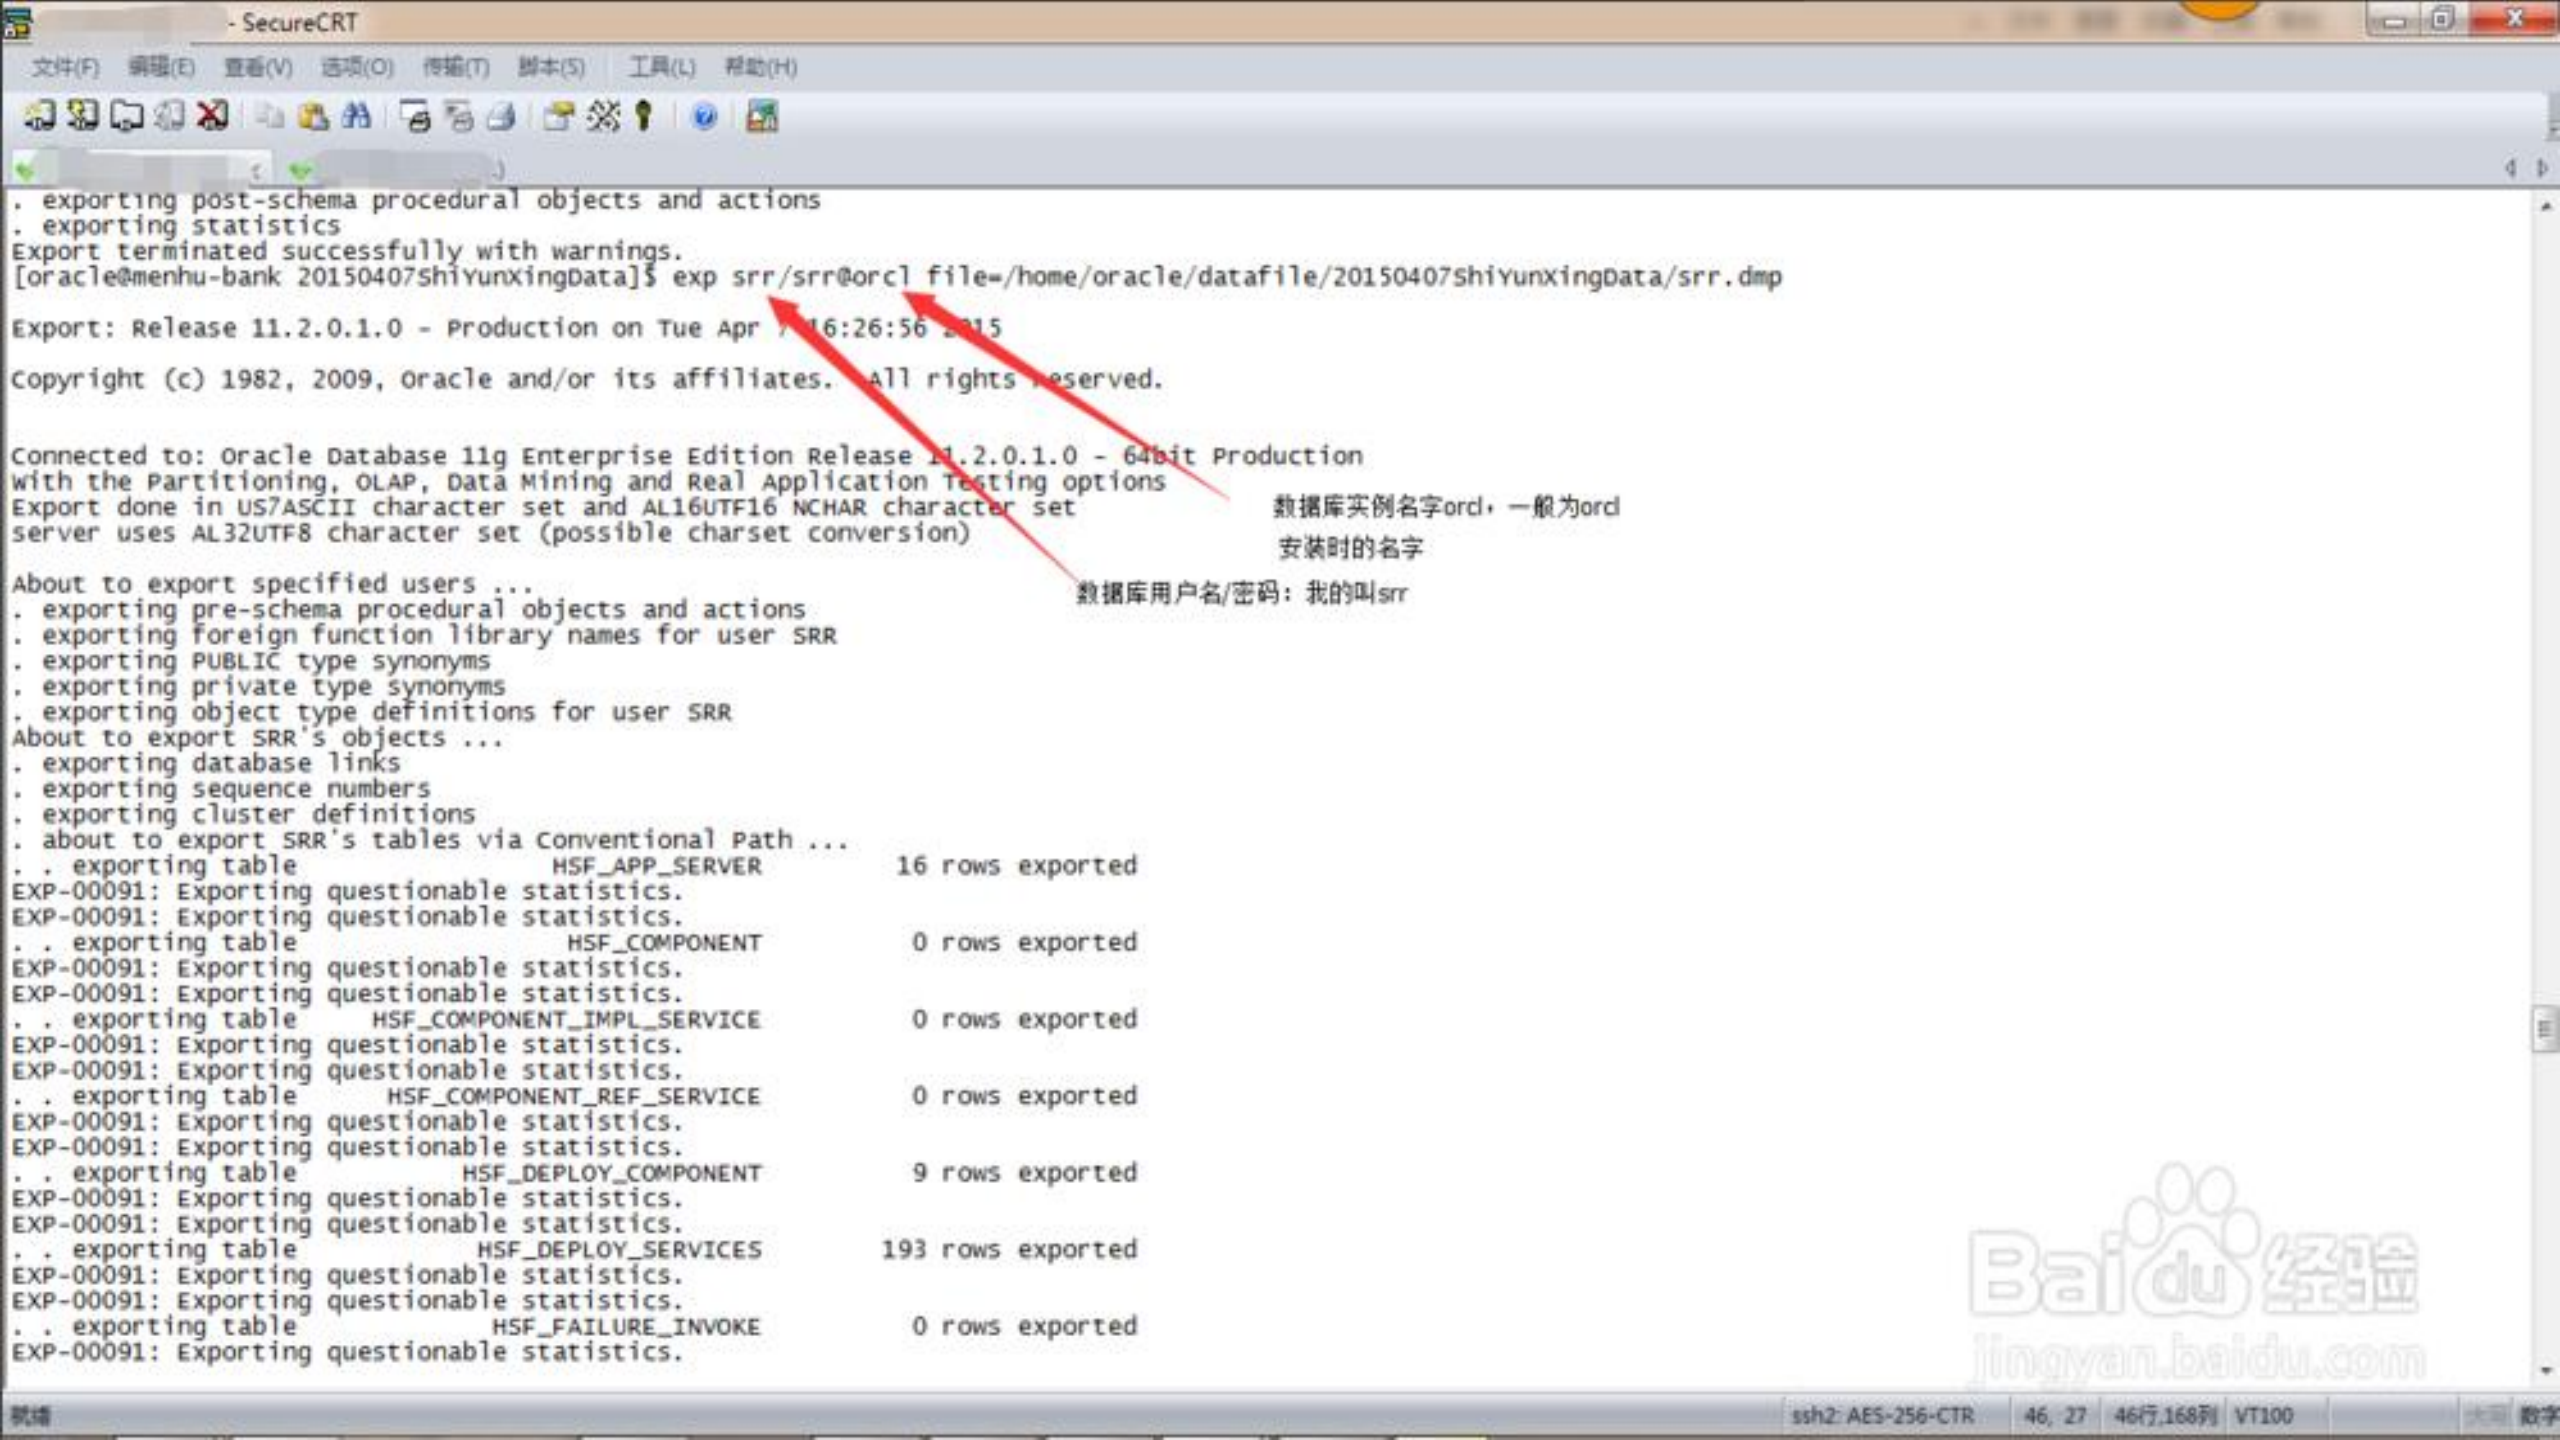 - SecureCRT
文件(F) 编辑(E) 查看(V) 选项(O) 传输(T) 脚本(S) 工具(L) 帮助(H)
. exporting post-schema procedural objects and actions
. exporting statistics
Export terminated successfully with warnings.
[oracle@menhu-bank 20150407ShiYunXingData]$ exp srr/srr@orcl file=/home/oracle/datafile/20150407ShiYunXingData/srr.dmp
Export: Release 11.2.0.1.0 - Production on Tue Apr 7 16:26:56 2015
Copyright (c) 1982, 2009, Oracle and/or its affiliates. All rights reserved.
Connected to: Oracle Database 11g Enterprise Edition Release 11.2.0.1.0 - 64bit Production
With the Partitioning, OLAP, Data Mining and Real Application Testing options
Export done in US7ASCII character set and AL16UTF16 NCHAR character set
server uses AL32UTF8 character set (possible charset conversion)
数据库实例名字orcl，一般为orcl
安装时的名字
数据库用户名/密码：我的叫srr
About to export specified users ...
. exporting pre-schema procedural objects and actions
. exporting foreign function library names for user SRR
. exporting PUBLIC type synonyms
. exporting private type synonyms
. exporting object type definitions for user SRR
About to export SRR's objects ...
. exporting database links
. exporting sequence numbers
. exporting cluster definitions
. about to export SRR's tables via Conventional Path ...
. . exporting table HSF_APP_SERVER 16 rows exported
EXP-00091: Exporting questionable statistics.
EXP-00091: Exporting questionable statistics.
. . exporting table HSF_COMPONENT 0 rows exported
EXP-00091: Exporting questionable statistics.
EXP-00091: Exporting questionable statistics.
. . exporting table HSF_COMPONENT_IMPL_SERVICE 0 rows exported
EXP-00091: Exporting questionable statistics.
EXP-00091: Exporting questionable statistics.
. . exporting table HSF_COMPONENT_REF_SERVICE 0 rows exported
EXP-00091: Exporting questionable statistics.
EXP-00091: Exporting questionable statistics.
. . exporting table HSF_DEPLOY_COMPONENT 9 rows exported
EXP-00091: Exporting questionable statistics.
EXP-00091: Exporting questionable statistics.
. . exporting table HSF_DEPLOY_SERVICES 193 rows exported
EXP-00091: Exporting questionable statistics.
EXP-00091: Exporting questionable statistics.
. . exporting table HSF_FAILURE_INVOKE 0 rows exported
EXP-00091: Exporting questionable statistics.
Baidu 经验
jingyan.baidu.com
就绪 ssh2: AES-256-CTR 46, 27 46行,168列 VT100 大写 数字